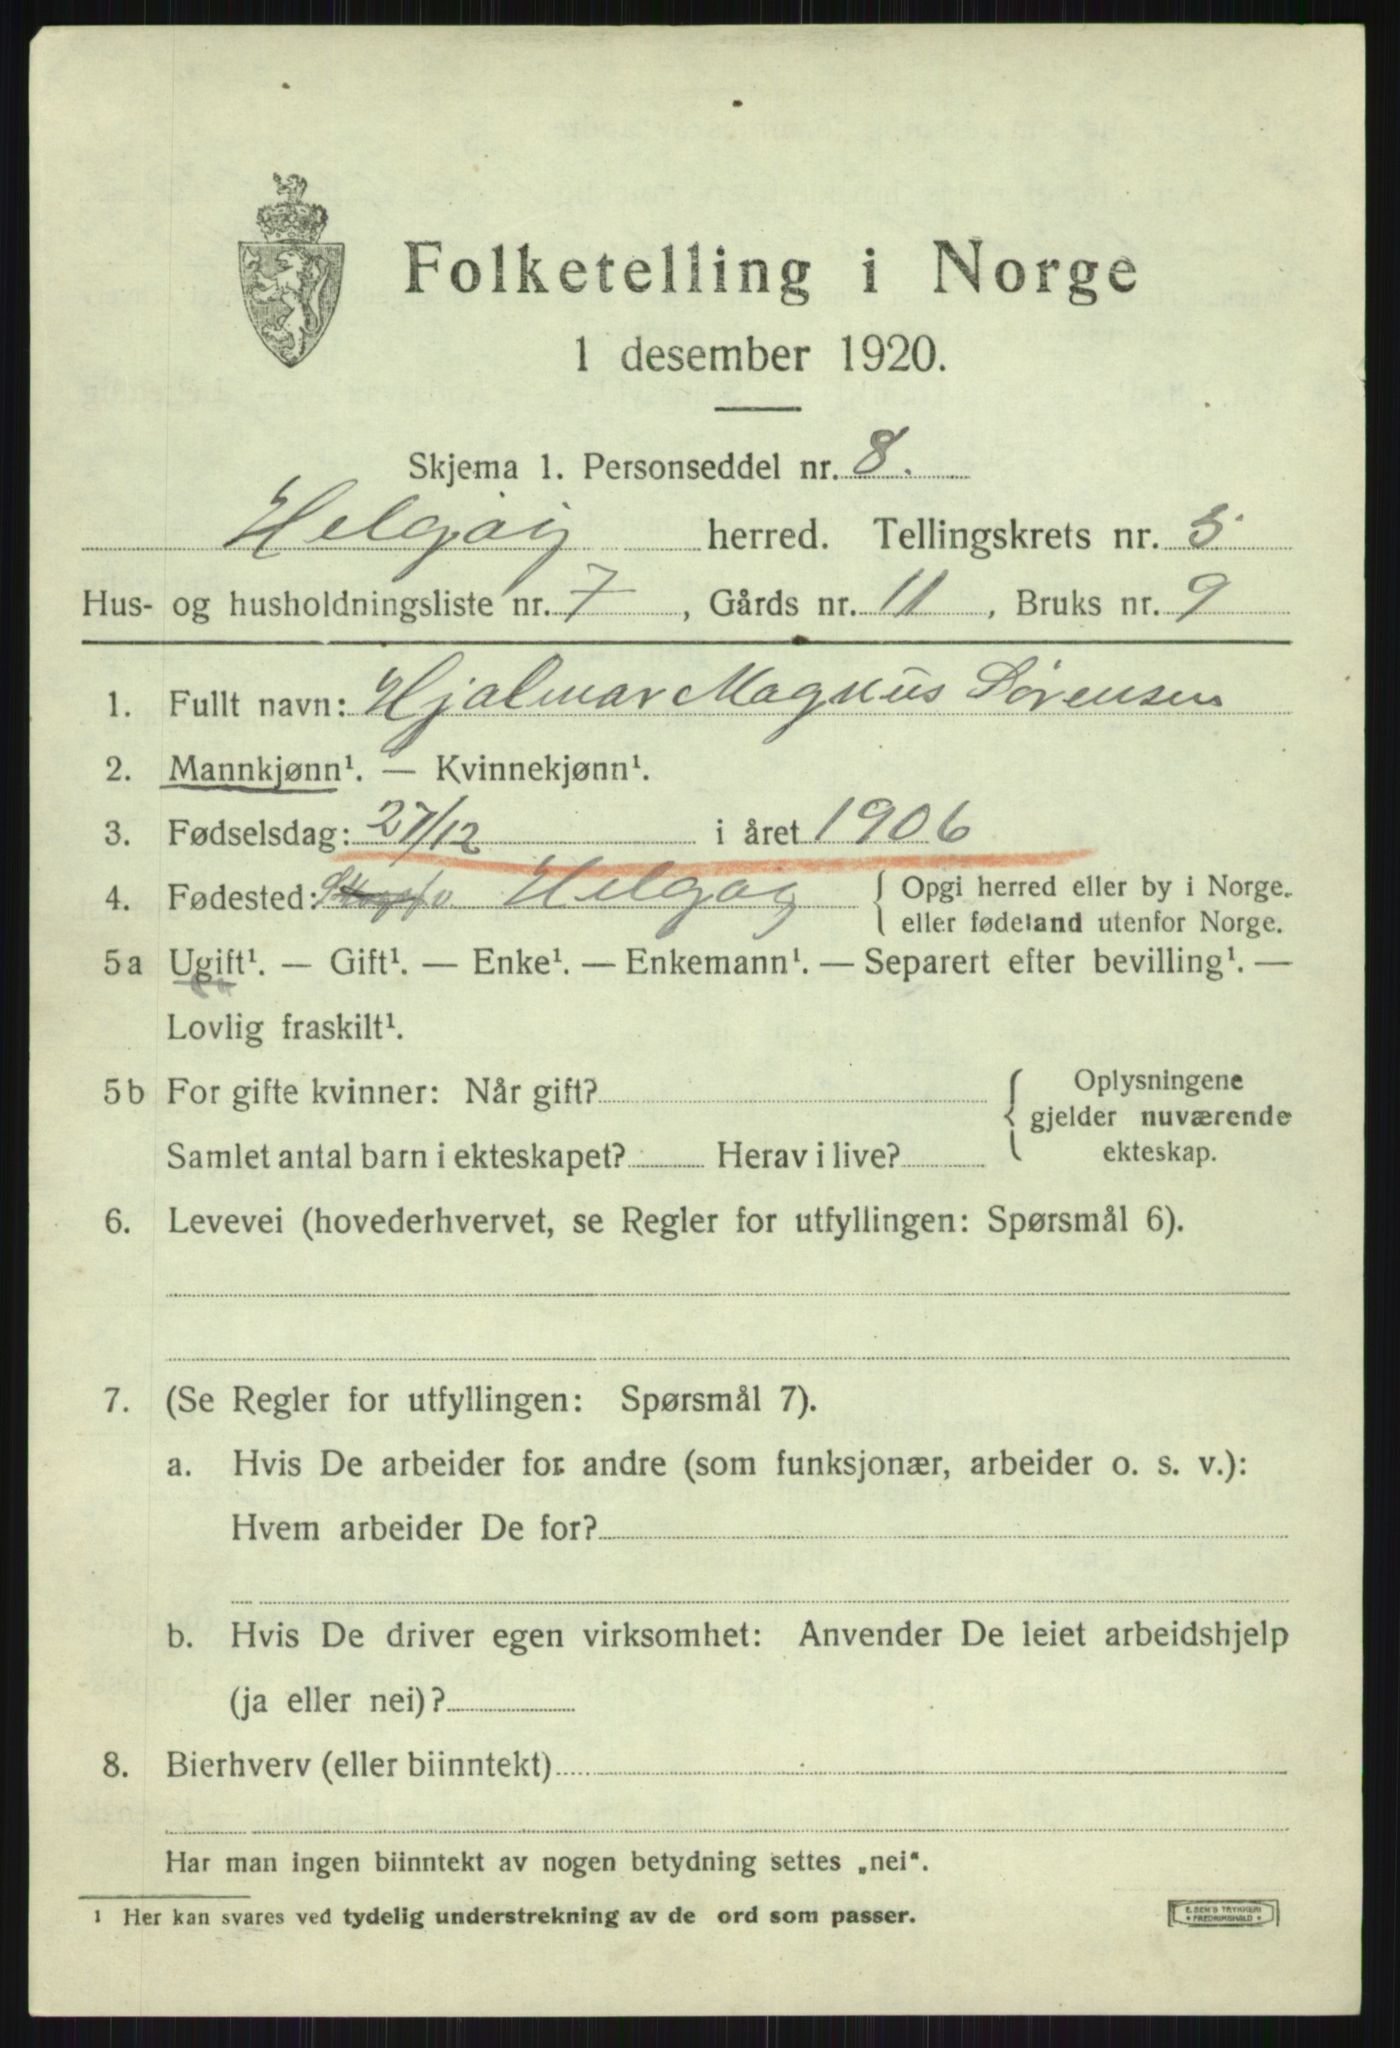 Folketelling i Norge
1 desember 1920.
Skjema 1. Personseddel nr. 8.
Helgøig herred. Tellingskrets nr. 5
Hus- og husholdningsliste nr. 7, Gårds nr. 11, Bruks nr. 9
1. Fullt navn: Hjalmar Magnus Sørensen
2. Mannkjønn¹. — Kvinnekjønn¹.
3. Fødselsdag: 27/12 i året 1906
4. Fødested: Helgøig { Opgi herred eller by i Norge.
eller fødeland utenfor Norge.
5a Ugift¹. — Gift¹. — Enke¹. — Enkemann¹. — Separert efter bevilling¹. —
Lovlig fraskilt¹.
5b For gifte kvinner: Når gift? { Oplysningene
gjelder nuværende
Samlet antal barn i ekteskapet? Herav i live? ekteskap.
6. Levevei (hovederhvervet, se Regler for utfyllingen: Spørsmål 6).
7. (Se Regler for utfyllingen: Spørsmål 7).
a. Hvis De arbeider for andre (som funksjonær, arbeider o. s. v.):
Hvem arbeider De for?
b. Hvis De driver egen virksomhet: Anvender De leiet arbeidshjelp
(ja eller nei)?
8. Bierhverv (eller biinntekt)
Har man ingen biinntekt av nogen betydning settes „nei“.
¹ Her kan svares ved tydelig understrekning av de ord som passer.
E. SEM'S TRYKKERI
• FREDRIKSHALD •